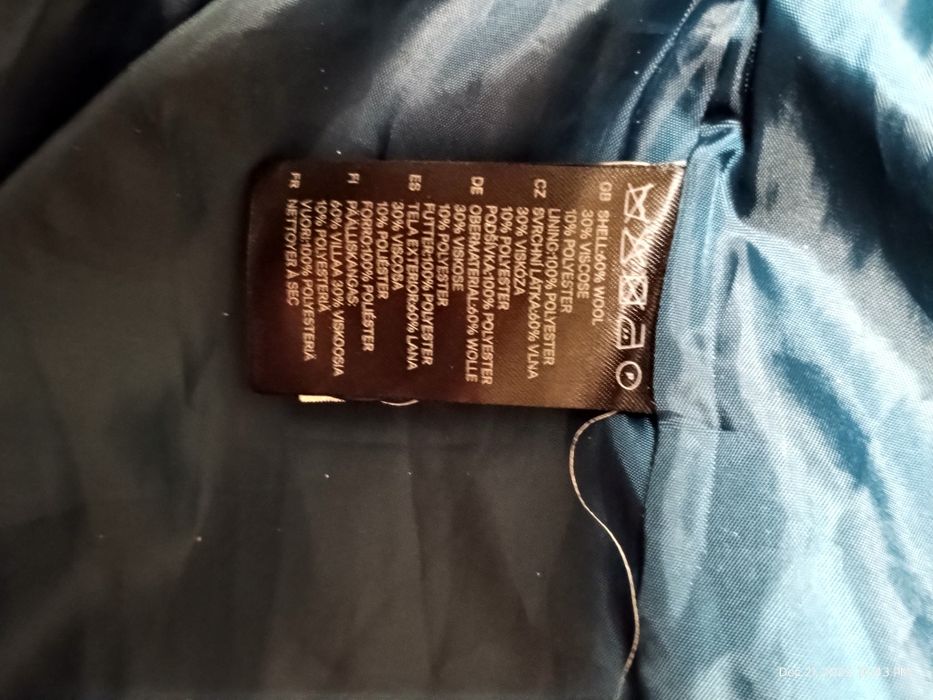 GB SHELL:60% WOOL
30% VISCOSE
10% POLYESTER
LINING:100% POLYESTER
CZ SVRCHNÍ LÁTKA:60% VLNA
30% VISKÓZA
10% POLYESTER
PODŠÍVKA:100% POLYESTER
DE OBERMATERIAL:60% WOLLE
30% VISKOSE
10% POLYESTER
FUTTER:100% POLYESTER
ES TELA EXTERIOR:60% LANA
30% VISCOSA
10% POLIÉSTER
FORRO:100% POLIÉSTER
FI PÄÄLLISKANGAS:
60% VILLAA 30% VISKOOSIA
10% POLYESTERIÄ
VUORI:100% POLYESTERIÄ
FR NETTOYER À SEC
P